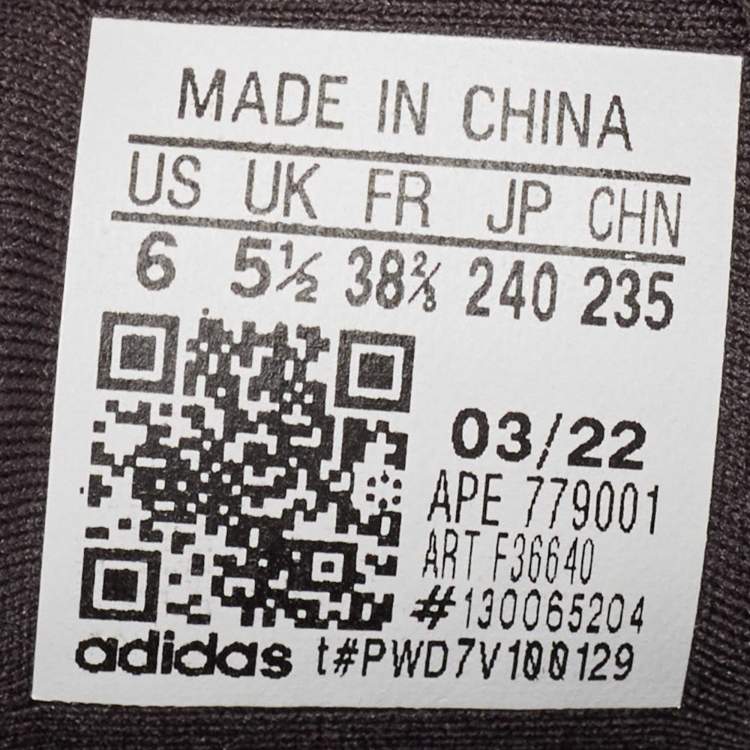 MADE IN CHINA
US UK FR JP CHN
6 5½ 38⅔ 240 235
03/22
APE 779001
ART F36640
#130065204
adidas t#PWD7V100129